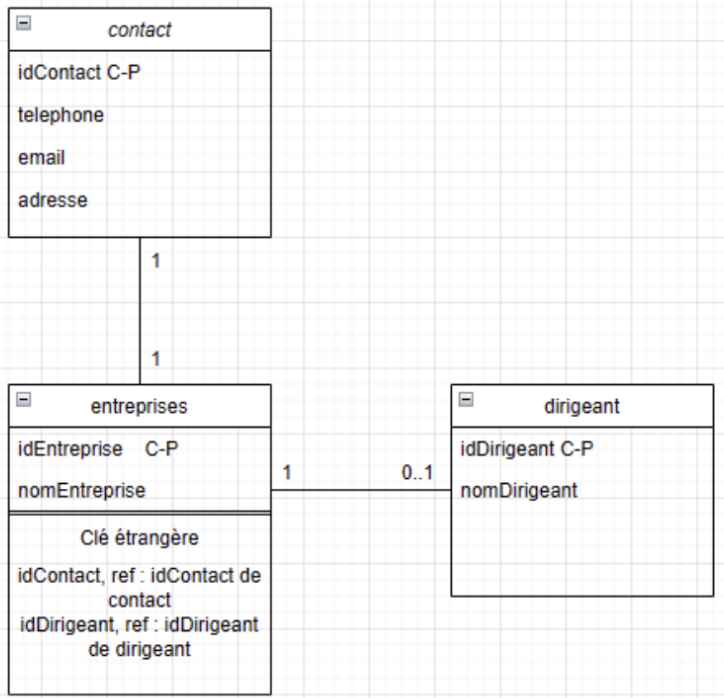 contact
idContact C-P
telephone
email
adresse
1
1
entreprises
idEntreprise C-P
nomEntreprise
Clé étrangère
idContact, ref : idContact de
contact
idDirigeant, ref : idDirigeant
de dirigeant
1
0..1
dirigeant
idDirigeant C-P
nomDirigeant